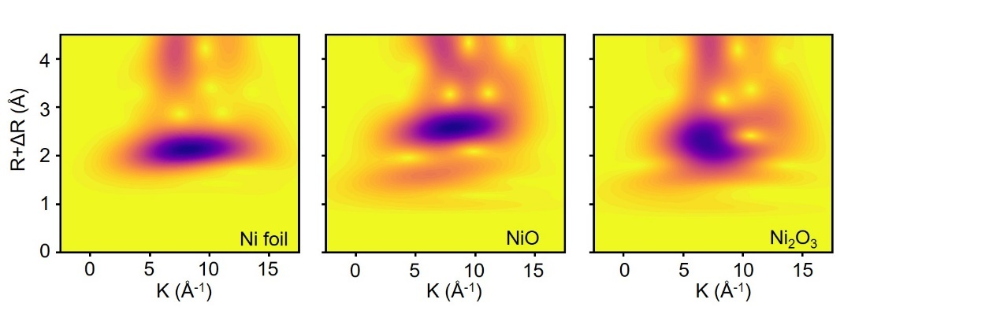 R+ΔR (Å)
4
3
2
1
0
Ni foil
NiO
Ni₂O₃
0 5 10 15
0 5 10 15
0 5 10 15
K (Å⁻¹)
K (Å⁻¹)
K (Å⁻¹)